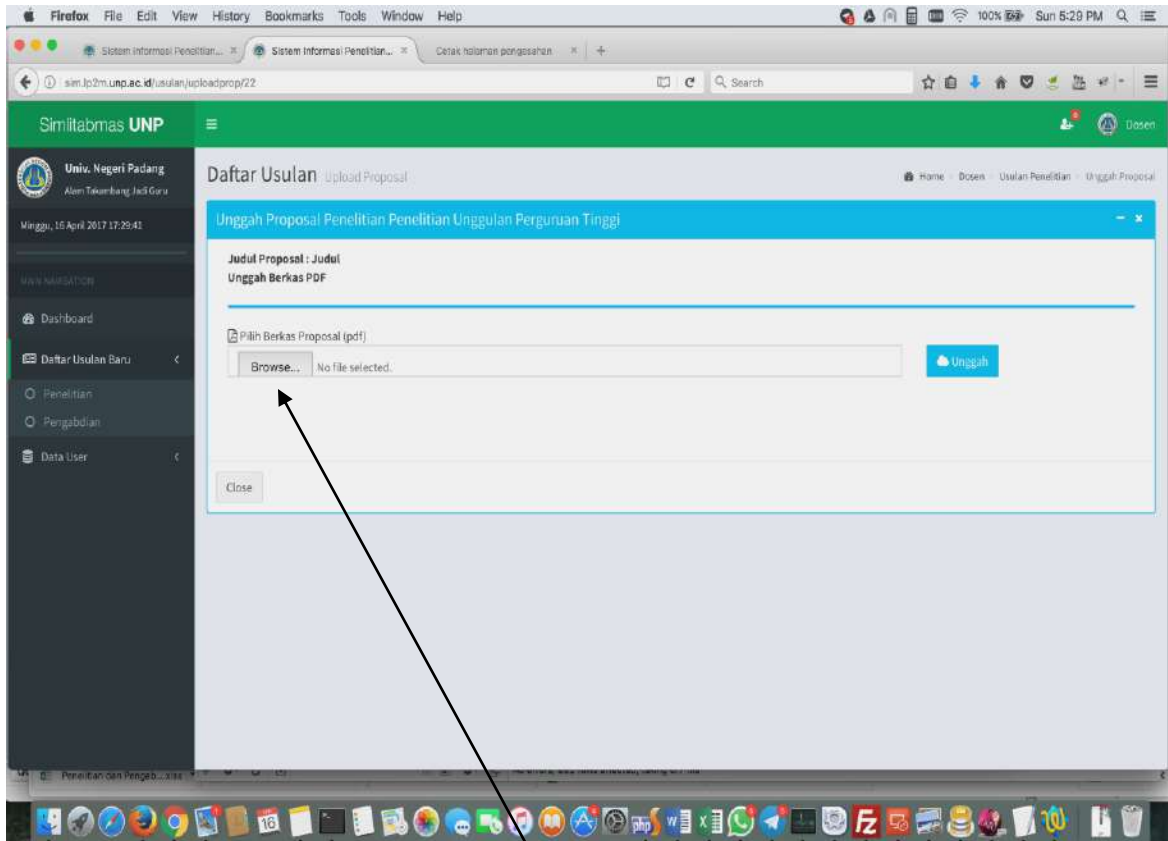 Firefox File Edit View History Bookmarks Tools Window Help 100% Sun 5:29 PM
Sistem Informasi Penelitian... × Sistem Informasi Penelitian... × Cetak halaman pengesahan × +
sim.lp2m.unp.ac.id/usulan/uploadprop/22 Search
Simlitabmas UNP Dosen
Univ. Negeri Padang
Alam Takambang Jadi Guru
Daftar Usulan Upload Proposal
Home Dosen Usulan Penelitian Unggah Proposal
Minggu, 16 April 2017 17:29:41
MAIN NAVIGATION
Dashboard
Daftar Usulan Baru
Penelitian
Pengabdian
Data User
Unggah Proposal Penelitian Penelitian Unggulan Perguruan Tinggi
Judul Proposal : Judul
Unggah Berkas PDF
Pilih Berkas Proposal (pdf)
Browse... No file selected.
Unggah
Close